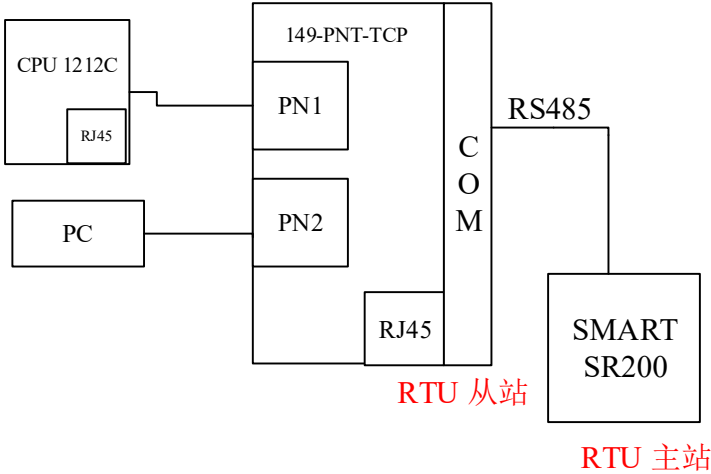 149-PNT-TCP
CPU 1212C
RJ45
PN1
RS485
COM
PC
PN2
RJ45
SMART
SR200
RTU 从站
RTU 主站